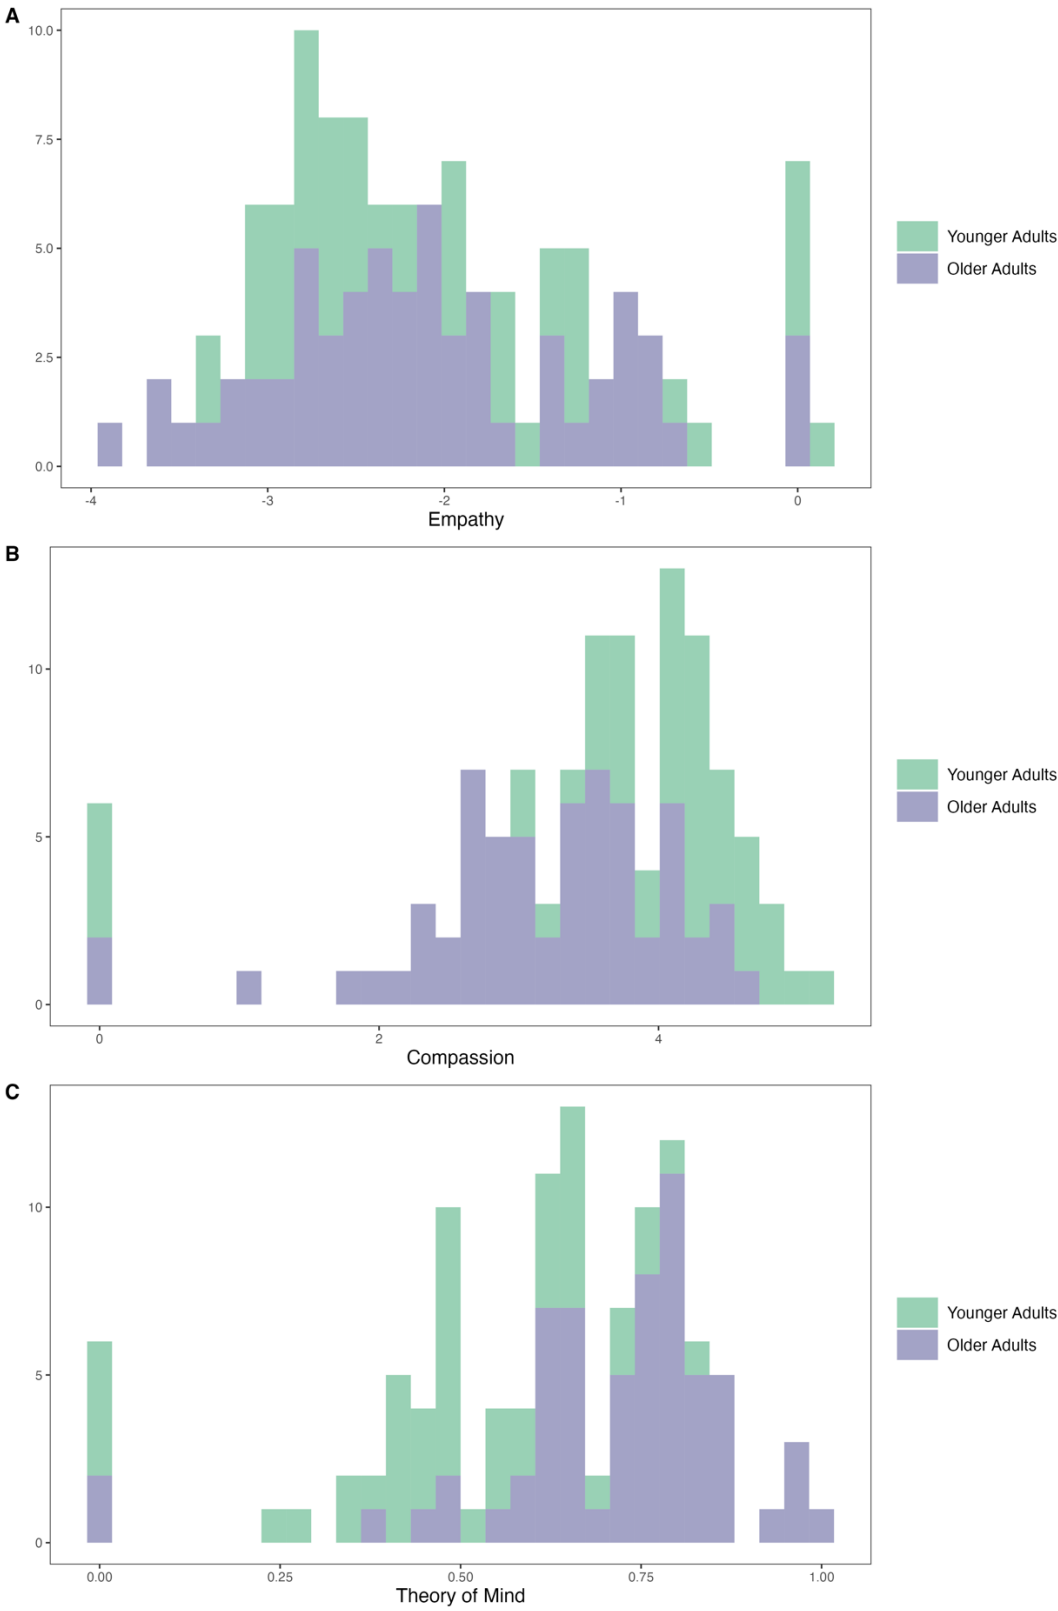 A
10.0
7.5
5.0
2.5
0.0
-4 -3 -2 -1 0
Empathy
Younger Adults
Older Adults
B
10
5
0
0 2 4
Compassion
Younger Adults
Older Adults
C
10
5
0
0.00 0.25 0.50 0.75 1.00
Theory of Mind
Younger Adults
Older Adults